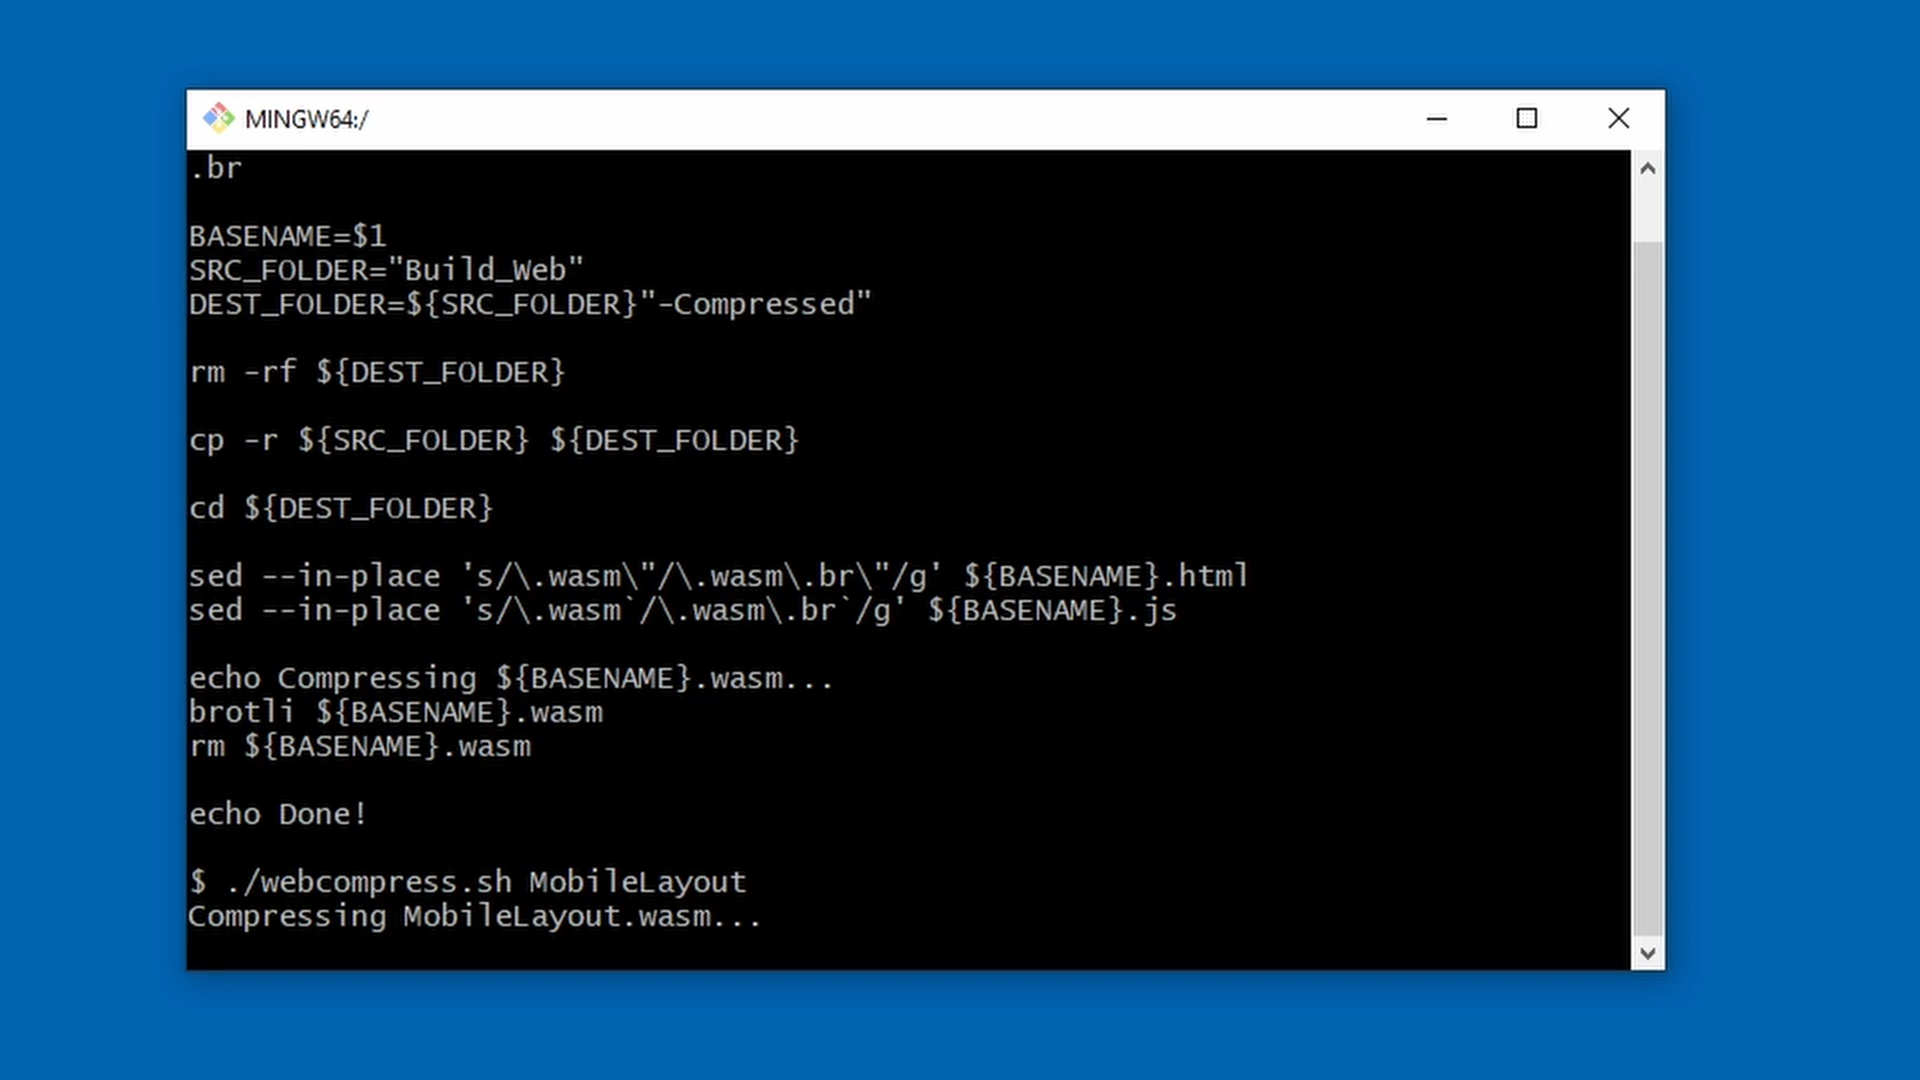 MINGW64:/
.br
BASENAME=$1
SRC_FOLDER="Build_Web"
DEST_FOLDER=${SRC_FOLDER}"-Compressed"
rm -rf ${DEST_FOLDER}
cp -r ${SRC_FOLDER} ${DEST_FOLDER}
cd ${DEST_FOLDER}
sed --in-place 's/\.wasm\"/\.wasm\.br\"/g' ${BASENAME}.html
sed --in-place 's/\.wasm`/\.wasm\.br`/g' ${BASENAME}.js
echo Compressing ${BASENAME}.wasm...
brotli ${BASENAME}.wasm
rm ${BASENAME}.wasm
echo Done!
$ ./webcompress.sh MobileLayout
Compressing MobileLayout.wasm...